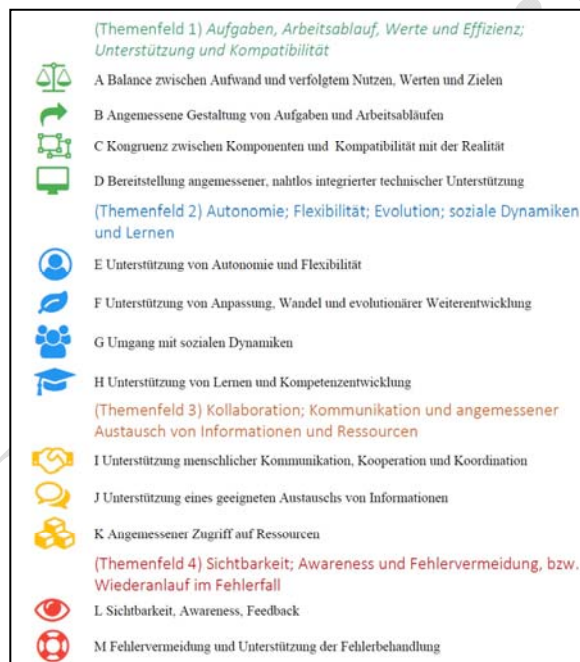 (Themenfeld 1) Aufgaben, Arbeitsablauf, Werte und Effizienz;
Unterstützung und Kompatibilität
A Balance zwischen Aufwand und verfolgtem Nutzen, Werten und Zielen
B Angemessene Gestaltung von Aufgaben und Arbeitsabläufen
C Kongruenz zwischen Komponenten und Kompatibilität mit der Realität
D Bereitstellung angemessener, nahtlos integrierter technischer Unterstützung
(Themenfeld 2) Autonomie; Flexibilität; Evolution; soziale Dynamiken
und Lernen
E Unterstützung von Autonomie und Flexibilität
F Unterstützung von Anpassung, Wandel und evolutionärer Weiterentwicklung
G Umgang mit sozialen Dynamiken
H Unterstützung von Lernen und Kompetenzentwicklung
(Themenfeld 3) Kollaboration; Kommunikation und angemessener
Austausch von Informationen und Ressourcen
I Unterstützung menschlicher Kommunikation, Kooperation und Koordination
J Unterstützung eines geeigneten Austauschs von Informationen
K Angemessener Zugriff auf Ressourcen
(Themenfeld 4) Sichtbarkeit; Awareness und Fehlervermeidung, bzw.
Wiederanlauf im Fehlerfall
L Sichtbarkeit, Awareness, Feedback
M Fehlervermeidung und Unterstützung der Fehlerbehandlung